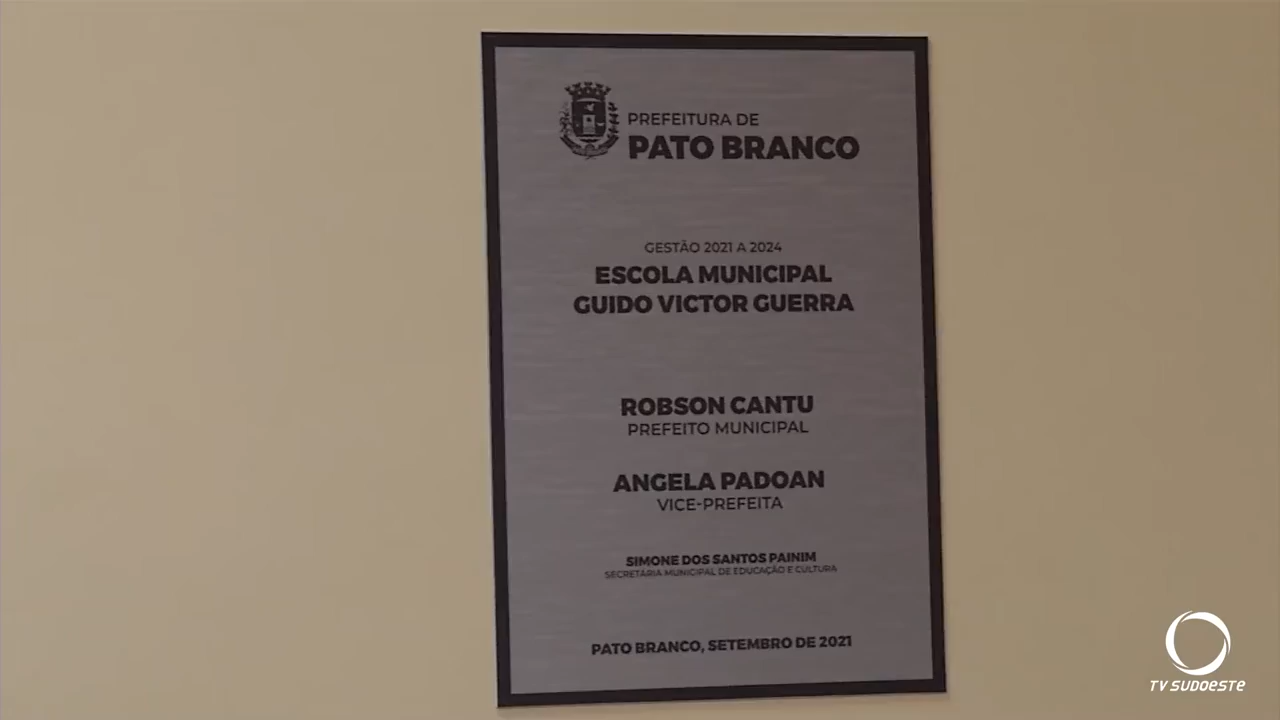 PREFEITURA DE
PATO BRANCO
GESTÃO 2021 A 2024
ESCOLA MUNICIPAL
GUIDO VICTOR GUERRA
ROBSON CANTU
PREFEITO MUNICIPAL
ANGELA PADOAN
VICE-PREFEITA
SIMONE DOS SANTOS PAINIM
SECRETÁRIA MUNICIPAL DE EDUCAÇÃO E CULTURA
PATO BRANCO, SETEMBRO DE 2021
TV SUDOESTE